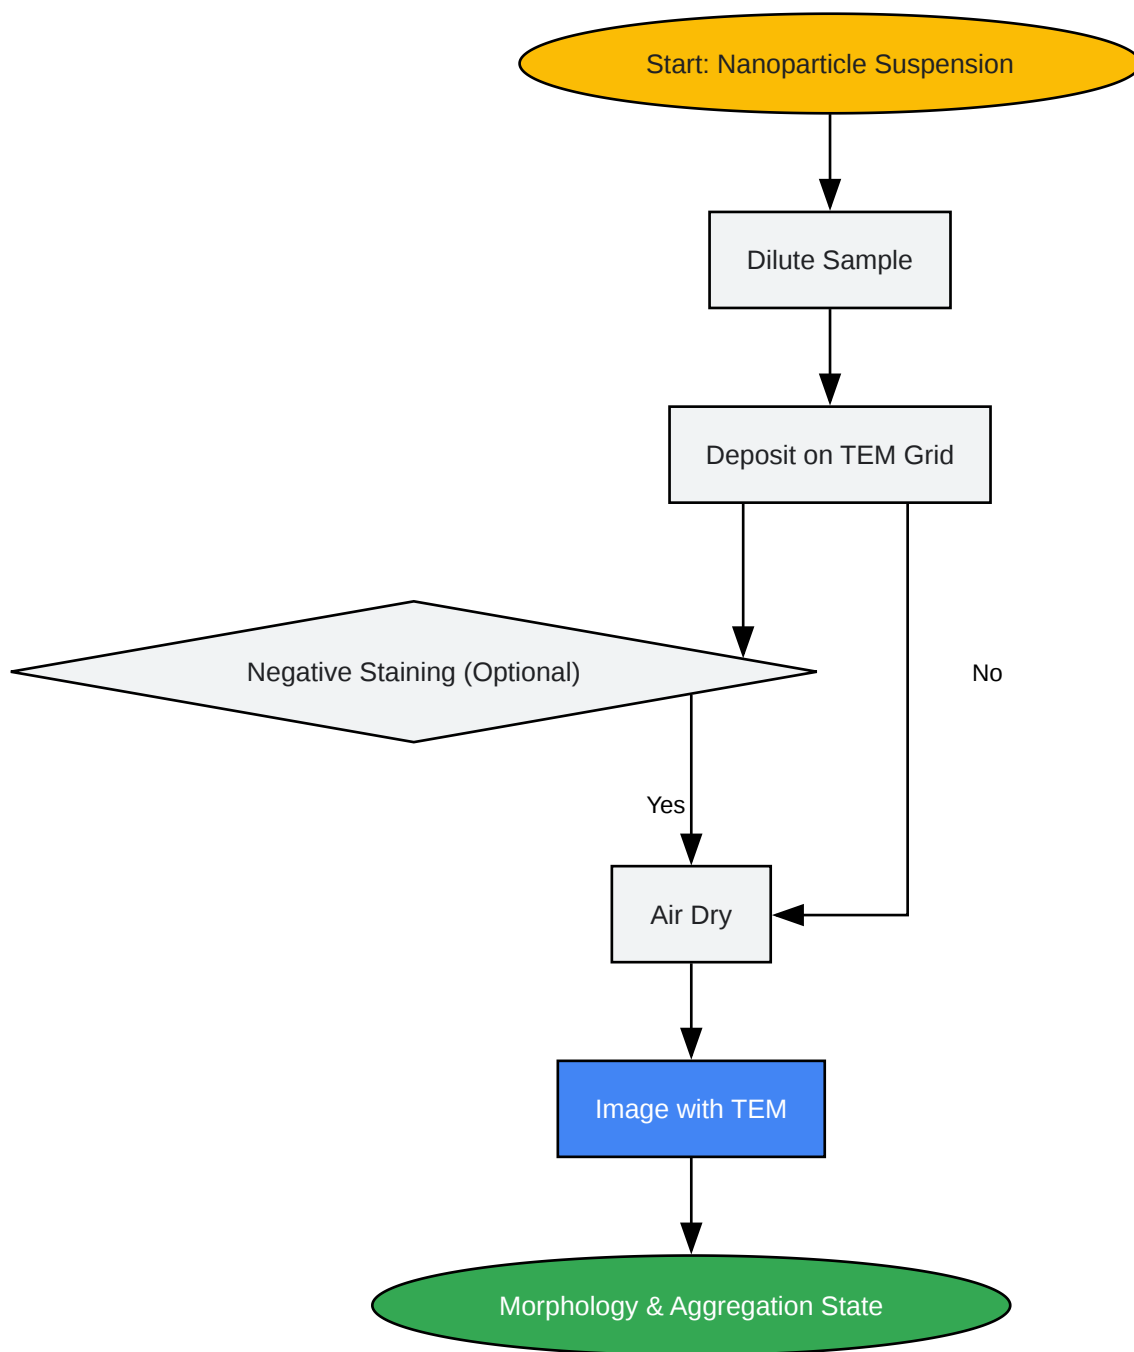 Start: Nanoparticle Suspension
Dilute Sample
Deposit on TEM Grid
Negative Staining (Optional)
No
Yes
Air Dry
Image with TEM
Morphology & Aggregation State